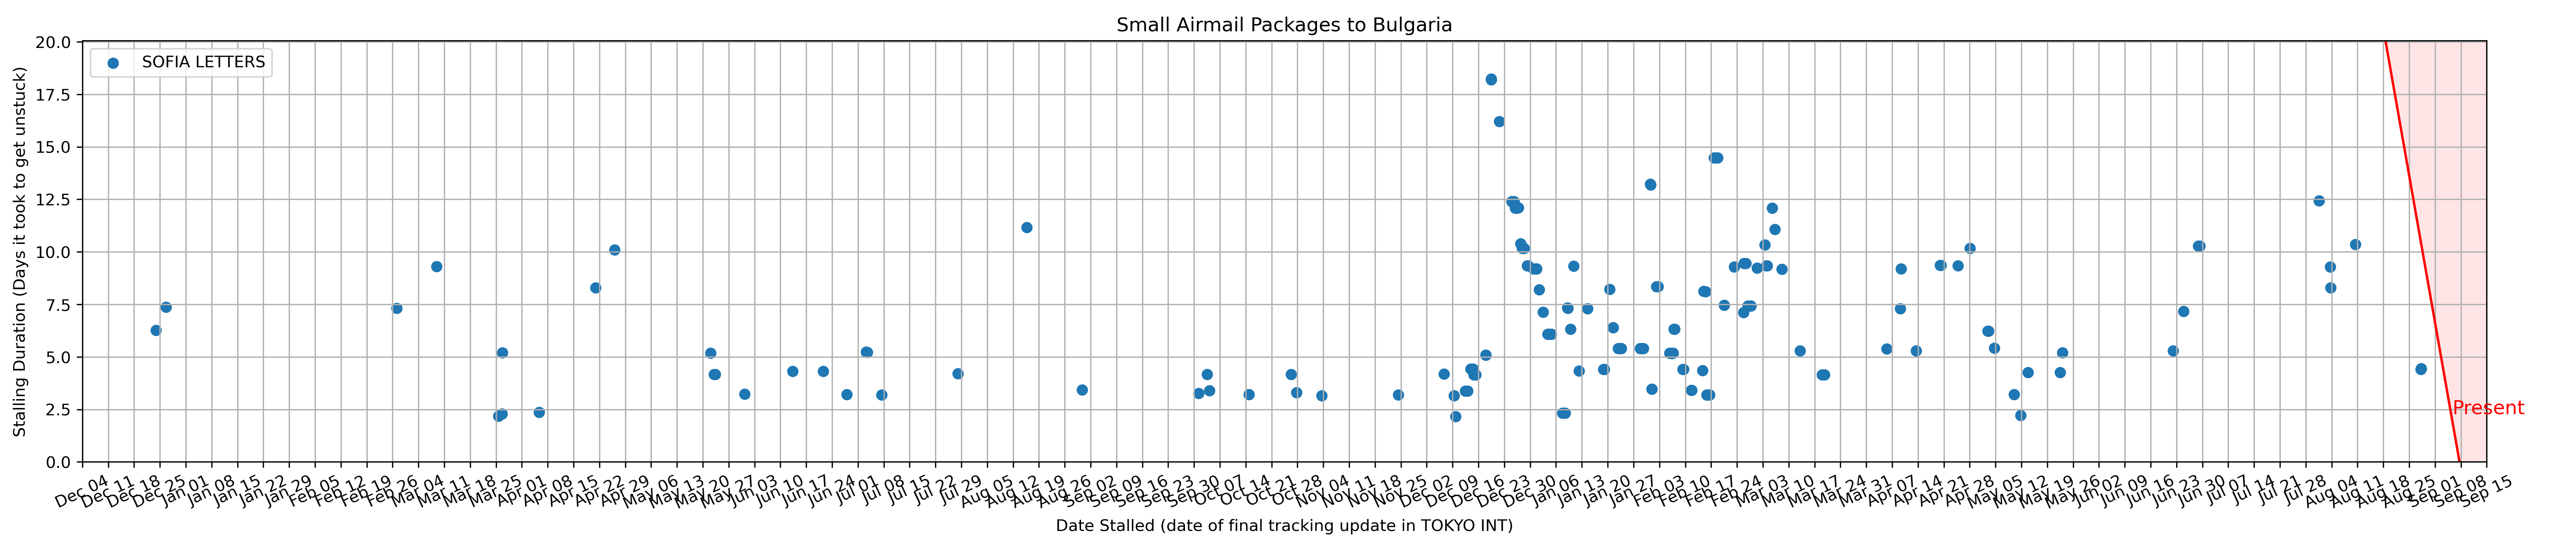 Small Airmail Packages to Bulgaria
SOFIA LETTERS
Stalling Duration (Days it took to get unstuck)
20.0
17.5
15.0
12.5
10.0
7.5
5.0
2.5
0.0
Present
Dec 04 Dec 11 Dec 18 Dec 25 Jan 01 Jan 08 Jan 15 Jan 22 Jan 29 Feb 05 Feb 12 Feb 19 Feb 26 Mar 04 Mar 11 Mar 18 Mar 25 Apr 01 Apr 08 Apr 15 Apr 22 Apr 29 May 06 May 13 May 20 May 27 Jun 03 Jun 10 Jun 17 Jun 24 Jul 01 Jul 08 Jul 15 Jul 22 Jul 29 Aug 05 Aug 12 Aug 19 Aug 26 Sep 02 Sep 09 Sep 16 Sep 23 Sep 30 Oct 07 Oct 14 Oct 21 Oct 28 Nov 04 Nov 11 Nov 18 Nov 25 Dec 02 Dec 09 Dec 16 Dec 23 Dec 30 Jan 06 Jan 13 Jan 20 Jan 27 Feb 03 Feb 10 Feb 17 Feb 24 Mar 03 Mar 10 Mar 17 Mar 24 Mar 31 Apr 07 Apr 14 Apr 21 Apr 28 May 05 May 12 May 19 May 26 Jun 02 Jun 09 Jun 16 Jun 23 Jun 30 Jul 07 Jul 14 Jul 21 Jul 28 Aug 04 Aug 11 Aug 18 Aug 25 Sep 01 Sep 08 Sep 15
Date Stalled (date of final tracking update in TOKYO INT)